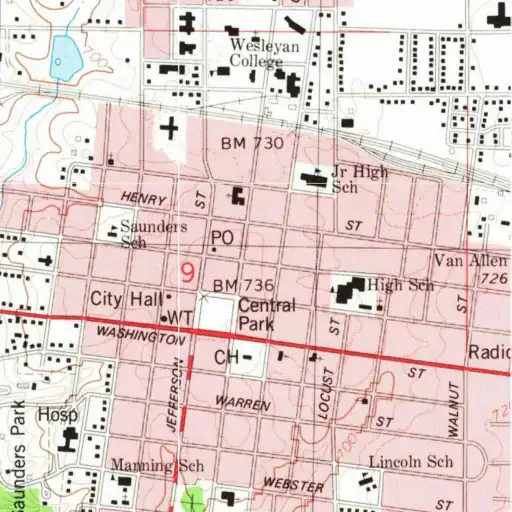 Wesleyan
College
BM 730
Jr High
Sch
HENRY
ST
ST
Saunders
Sch
PO
Van Allen
726
9
BM 736
High Sch
City Hall
Central
Park
WT
WASHINGTON
ST
ST
Radio
CH
JEFFERSON
WARREN
LOCUST
ST
ST
WALNUT
Hosp
Saunders Park
700
Manning Sch
Lincoln Sch
WEBSTER
ST